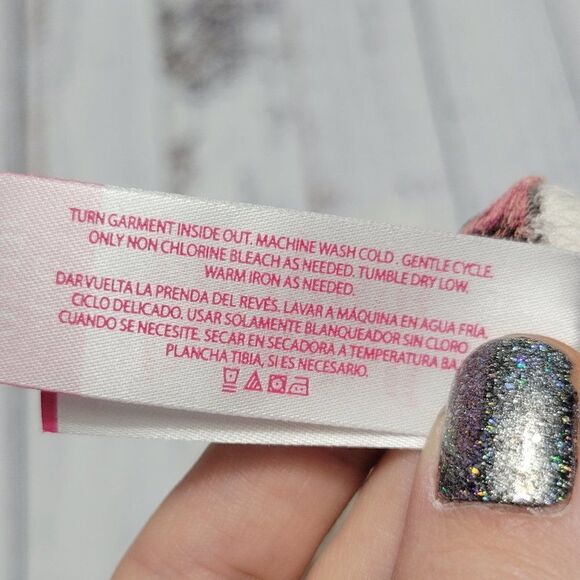 TURN GARMENT INSIDE OUT. MACHINE WASH COLD. GENTLE CYCLE.
ONLY NON CHLORINE BLEACH AS NEEDED. TUMBLE DRY LOW.
WARM IRON AS NEEDED.
DAR VUELTA LA PRENDA DEL REVÉS. LAVAR A MÁQUINA EN AGUA FRÍA.
CICLO DELICADO. USAR SOLAMENTE BLANQUEADOR SIN CLORO
CUANDO SE NECESITE. SECAR EN SECADORA A TEMPERATURA
PLANCHA TIBIA, SI ES NECESARIO.